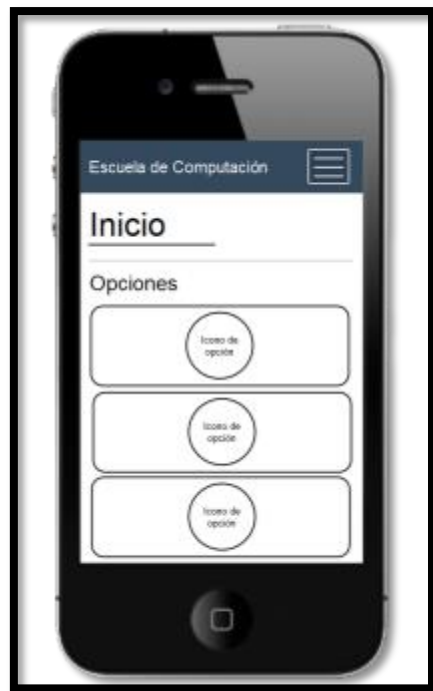 Escuela de Computación
Inicio
Opciones
Icono de
opción
Icono de
opción
Icono de
opción